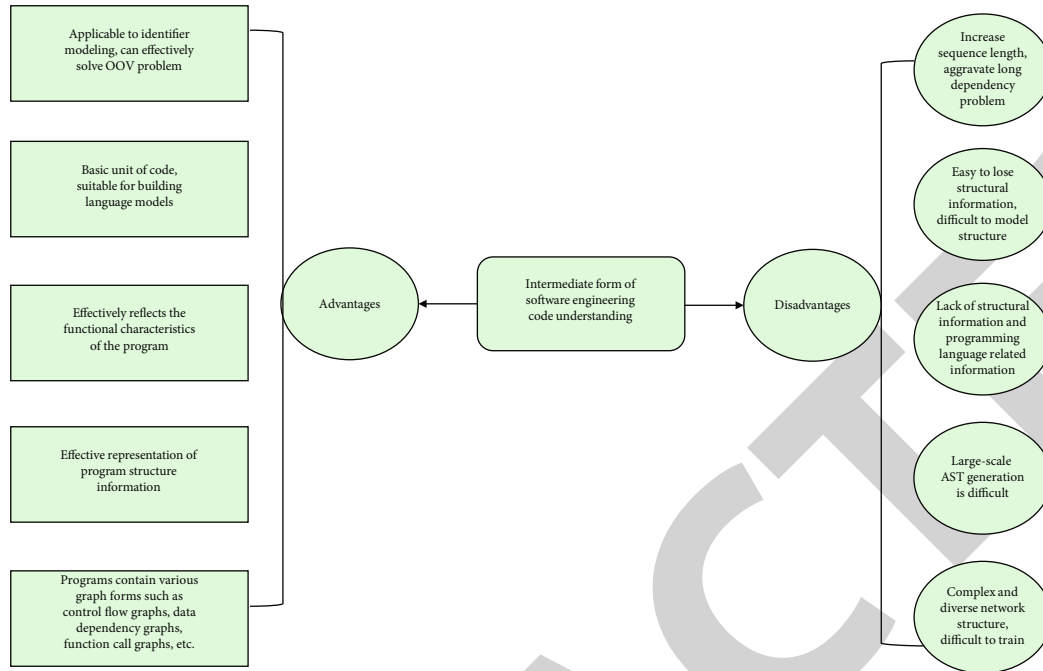 Applicable to identifier
modeling, can effectively
solve OOV problem
Basic unit of code,
suitable for building
language models
Effectively reflects the
functional characteristics
of the program
Effective representation of
program structure
information
Programs contain various
graph forms such as
control flow graphs, data
dependency graphs,
function call graphs, etc.
Advantages
Intermediate form of
software engineering
code understanding
Disadvantages
Increase
sequence length,
aggravate long
dependency
problem
Easy to lose
structural
information,
difficult to model
structure
Lack of structural
information and
programming
language related
information
Large-scale
AST generation
is difficult
Complex and
diverse network
structure,
difficult to train